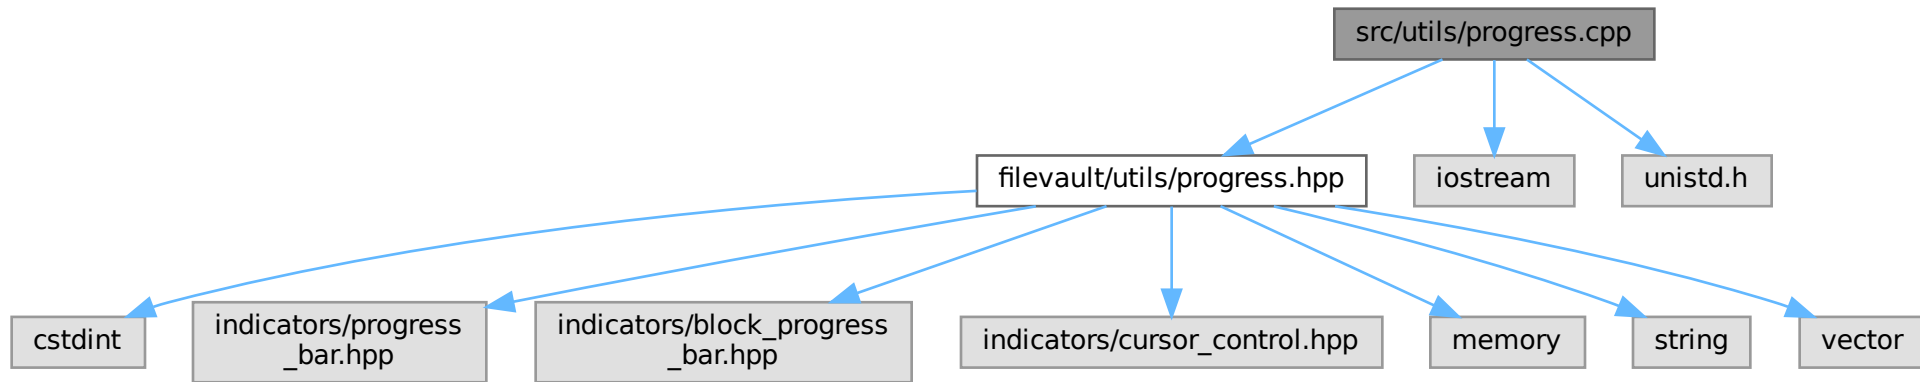 src/utils/progress.cpp
filevault/utils/progress.hpp
iostream
unistd.h
cstdint
indicators/progress
_bar.hpp
indicators/block_progress
_bar.hpp
indicators/cursor_control.hpp
memory
string
vector